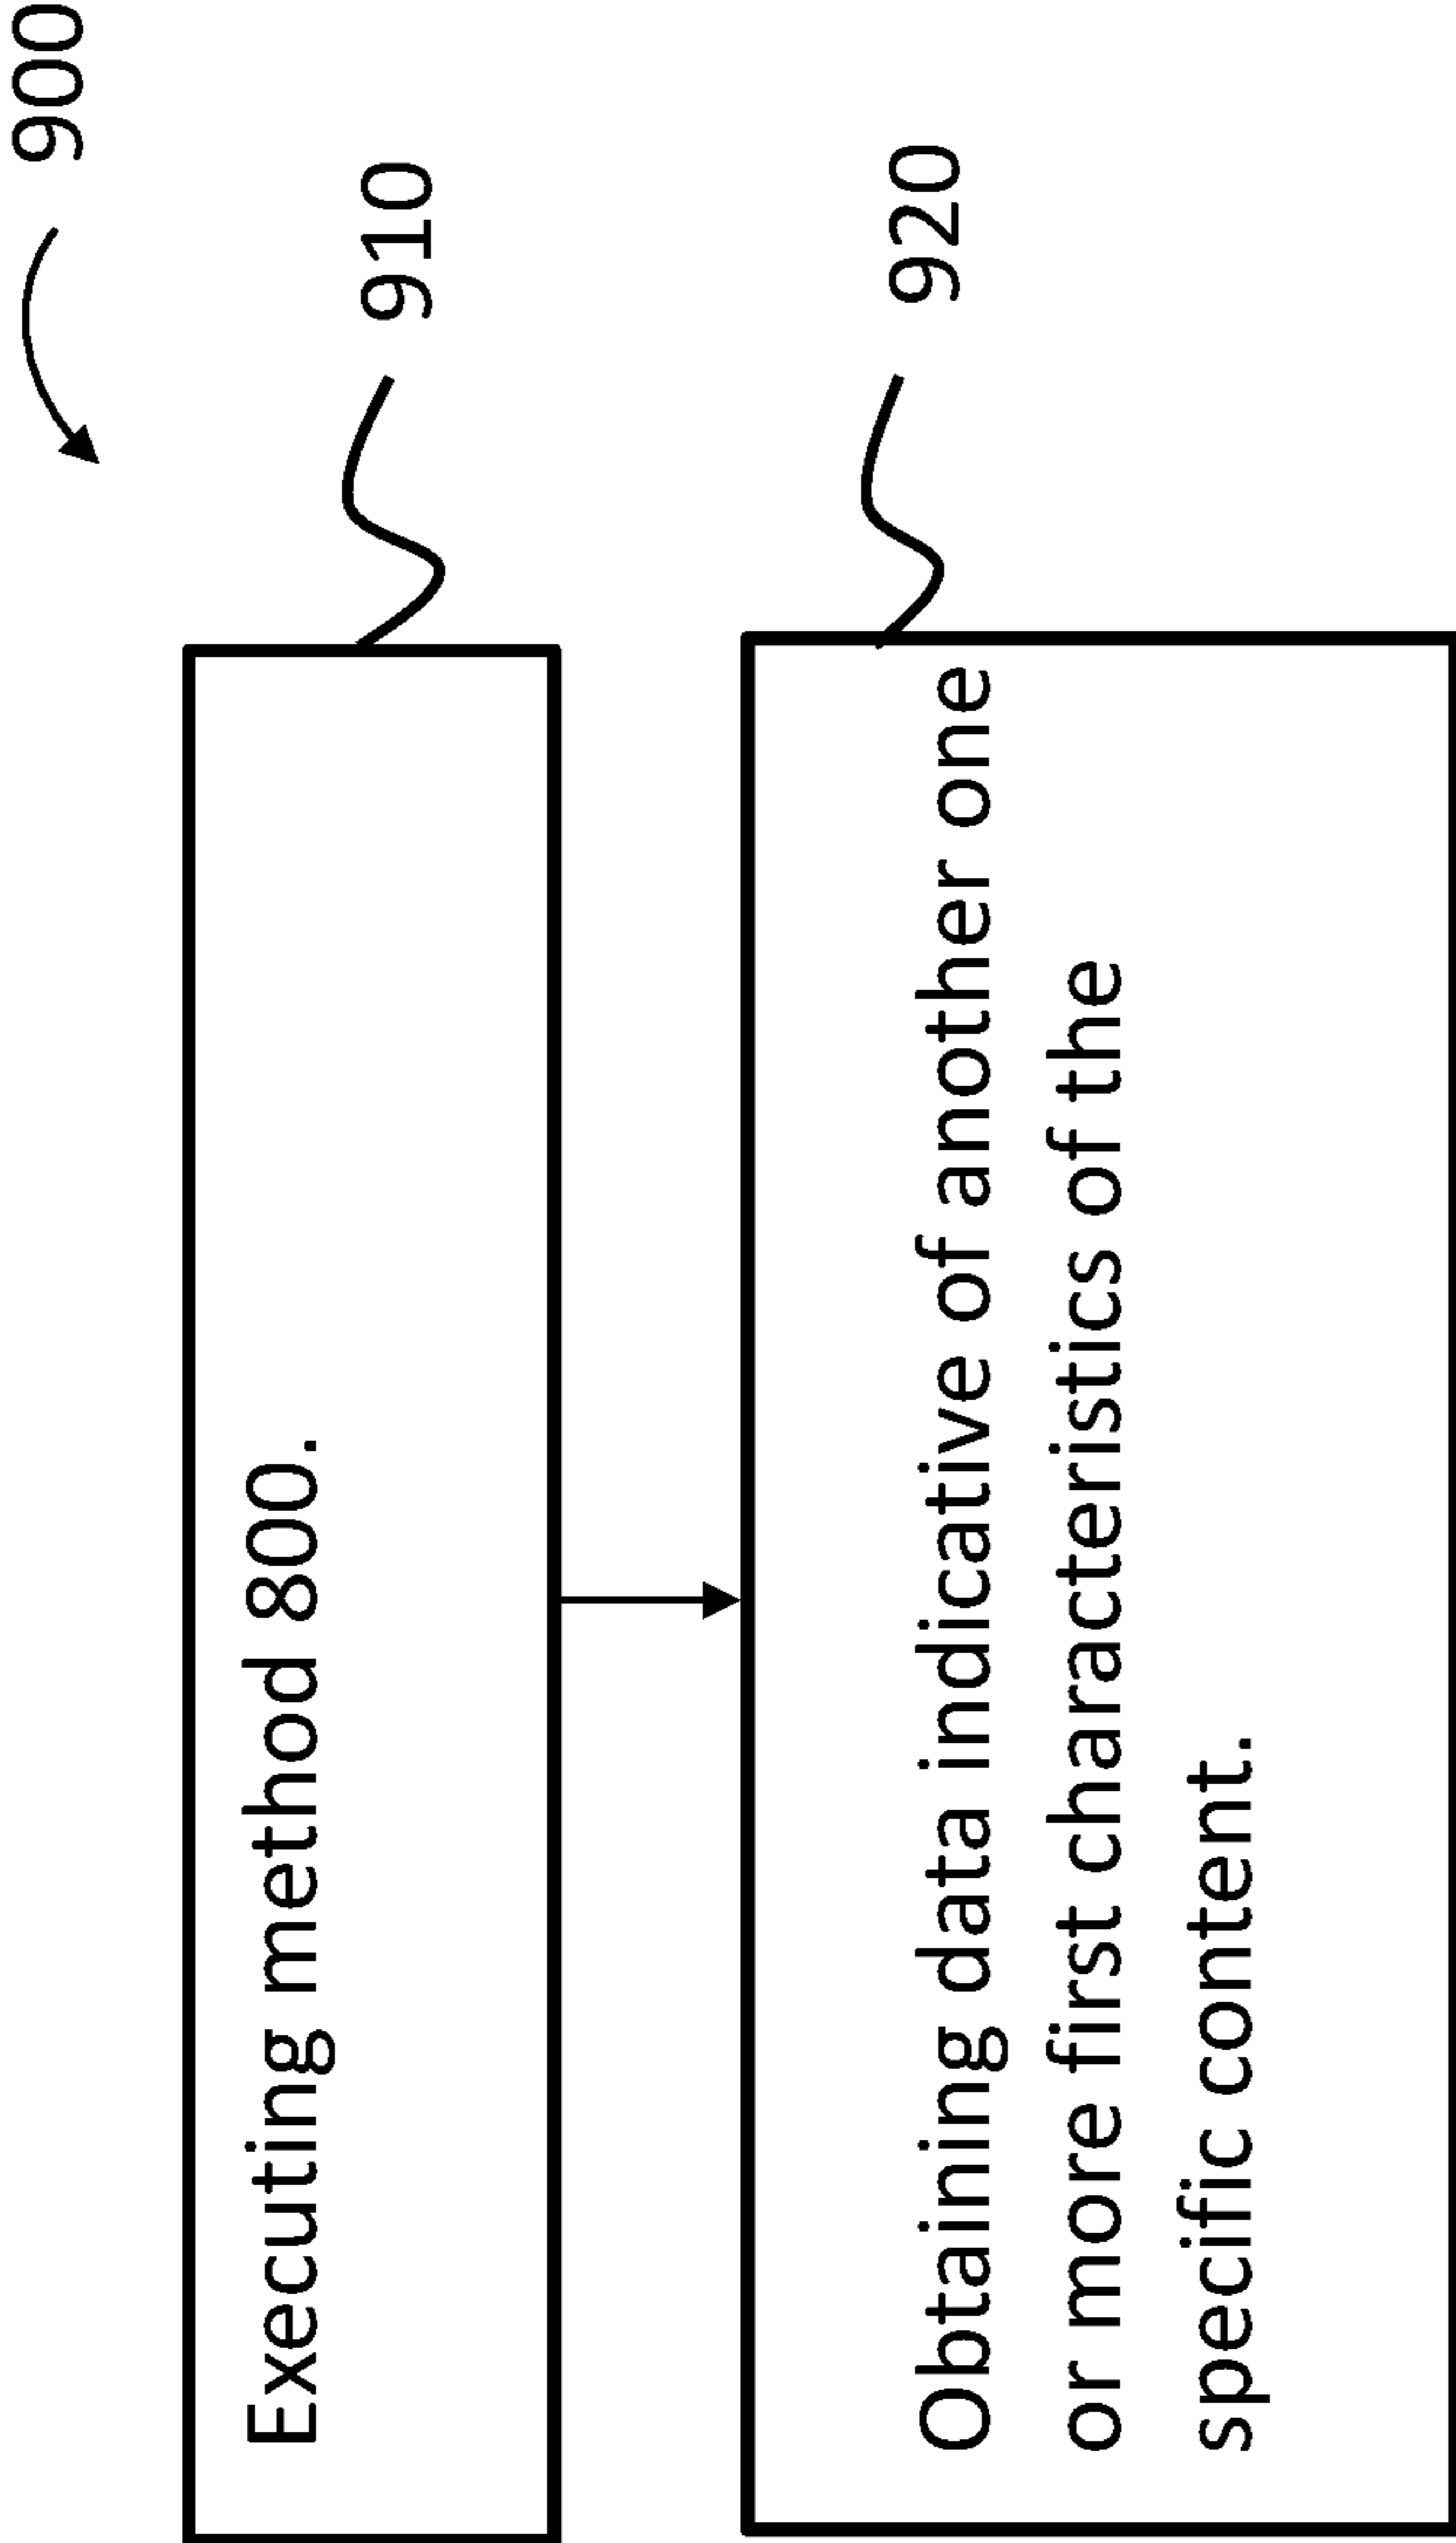 900
Executing method 800.
910
Obtaining data indicative of another one
or more first characteristics of the
specific content.
920